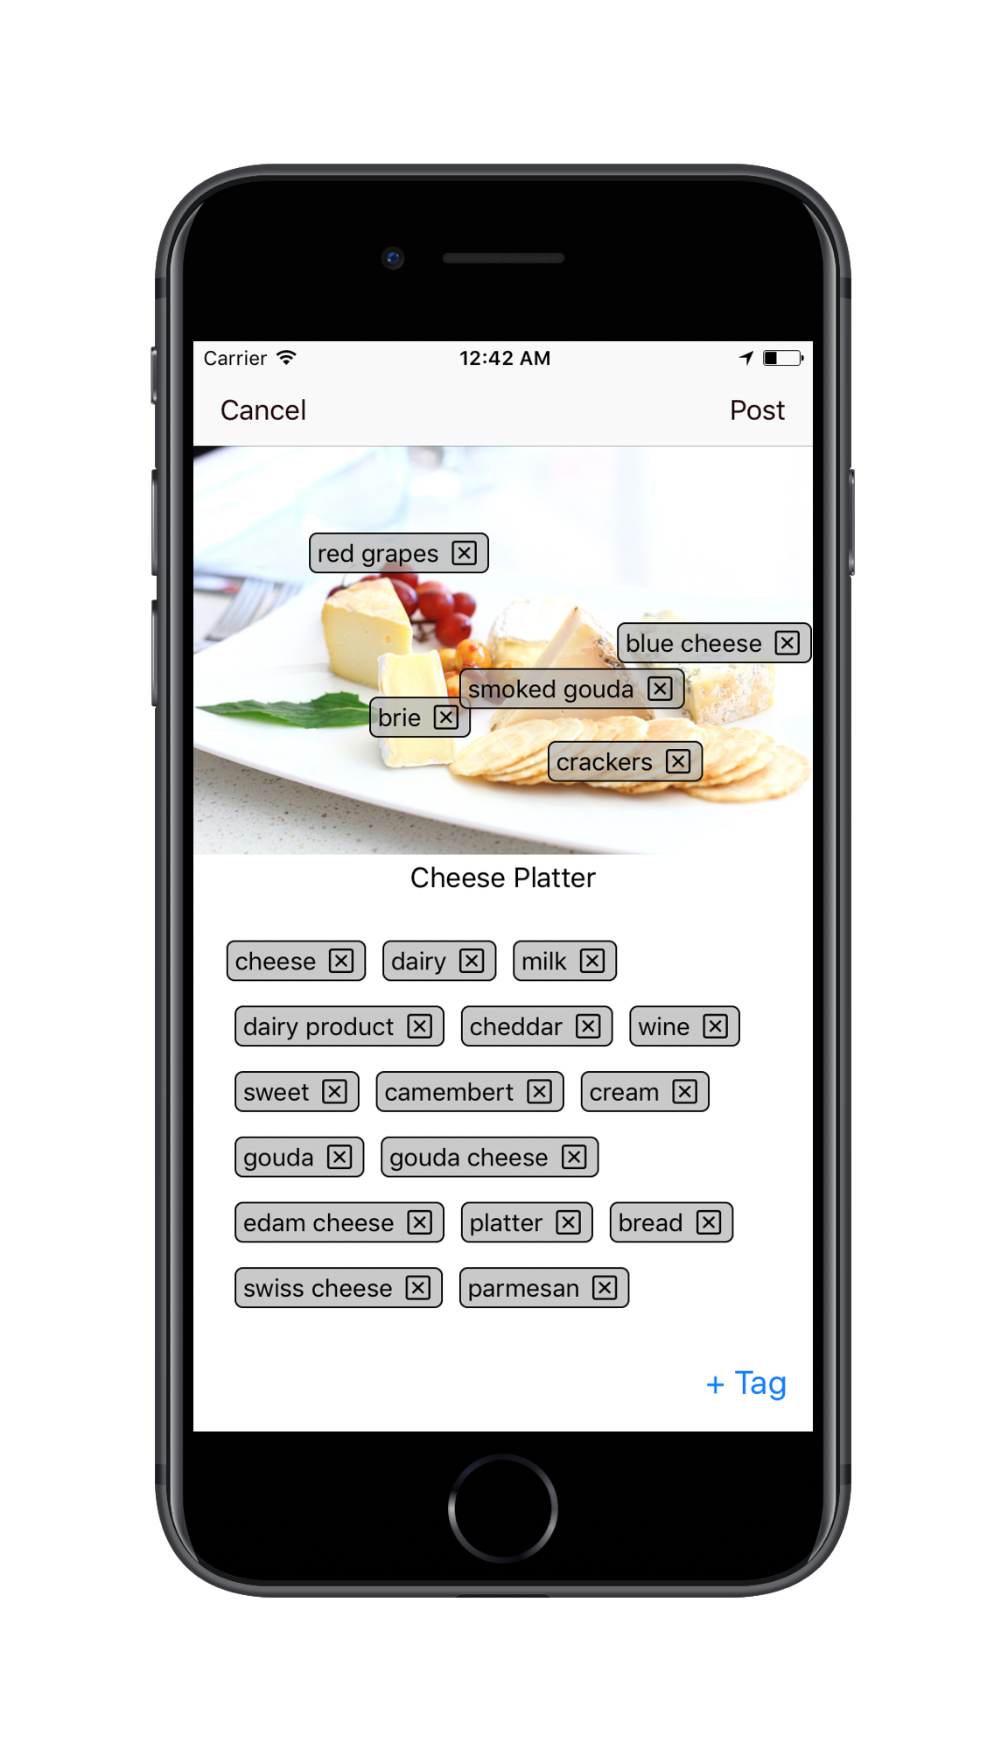 Carrier 12:42 AM
Cancel Post
red grapes
blue cheese
smoked gouda
brie
crackers
Cheese Platter
cheese dairy milk
dairy product cheddar wine
sweet camembert cream
gouda gouda cheese
edam cheese platter bread
swiss cheese parmesan
+ Tag